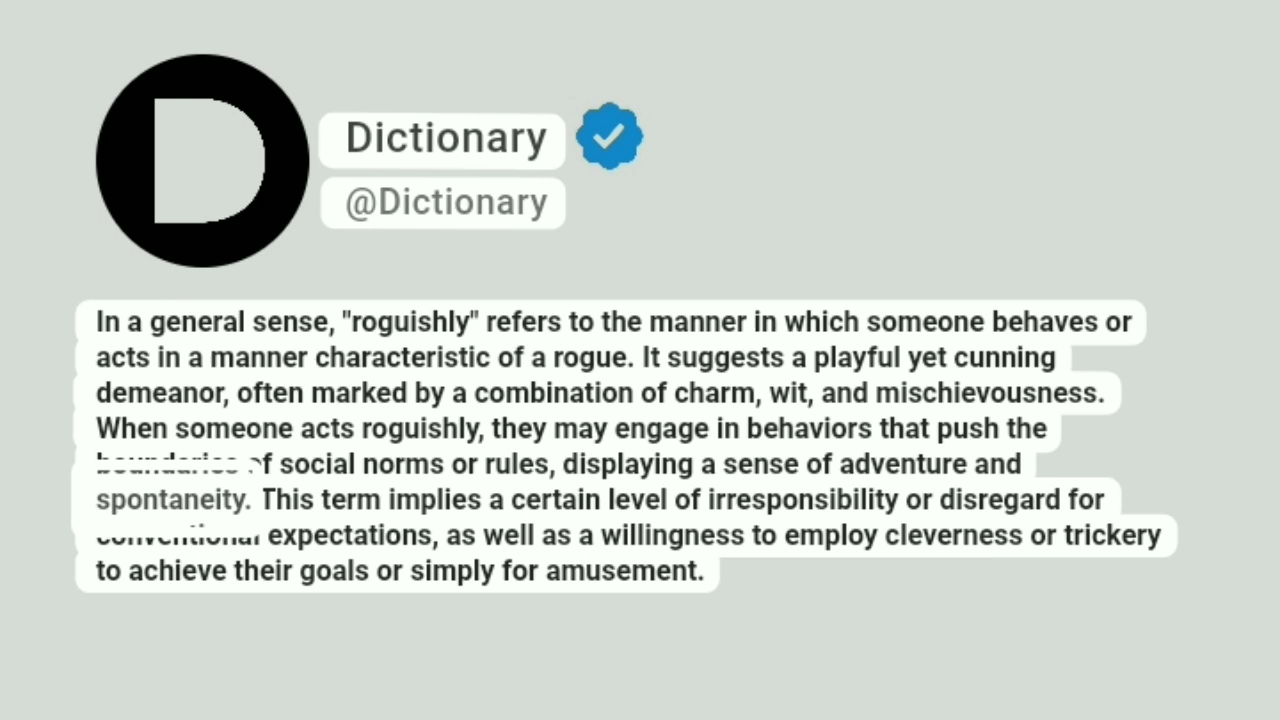 D
Dictionary
@Dictionary
In a general sense, "roguishly" refers to the manner in which someone behaves or
acts in a manner characteristic of a rogue. It suggests a playful yet cunning
demeanor, often marked by a combination of charm, wit, and mischievousness.
When someone acts roguishly, they may engage in behaviors that push the
boundaries of social norms or rules, displaying a sense of adventure and
spontaneity. This term implies a certain level of irresponsibility or disregard for
conventional expectations, as well as a willingness to employ cleverness or trickery
to achieve their goals or simply for amusement.